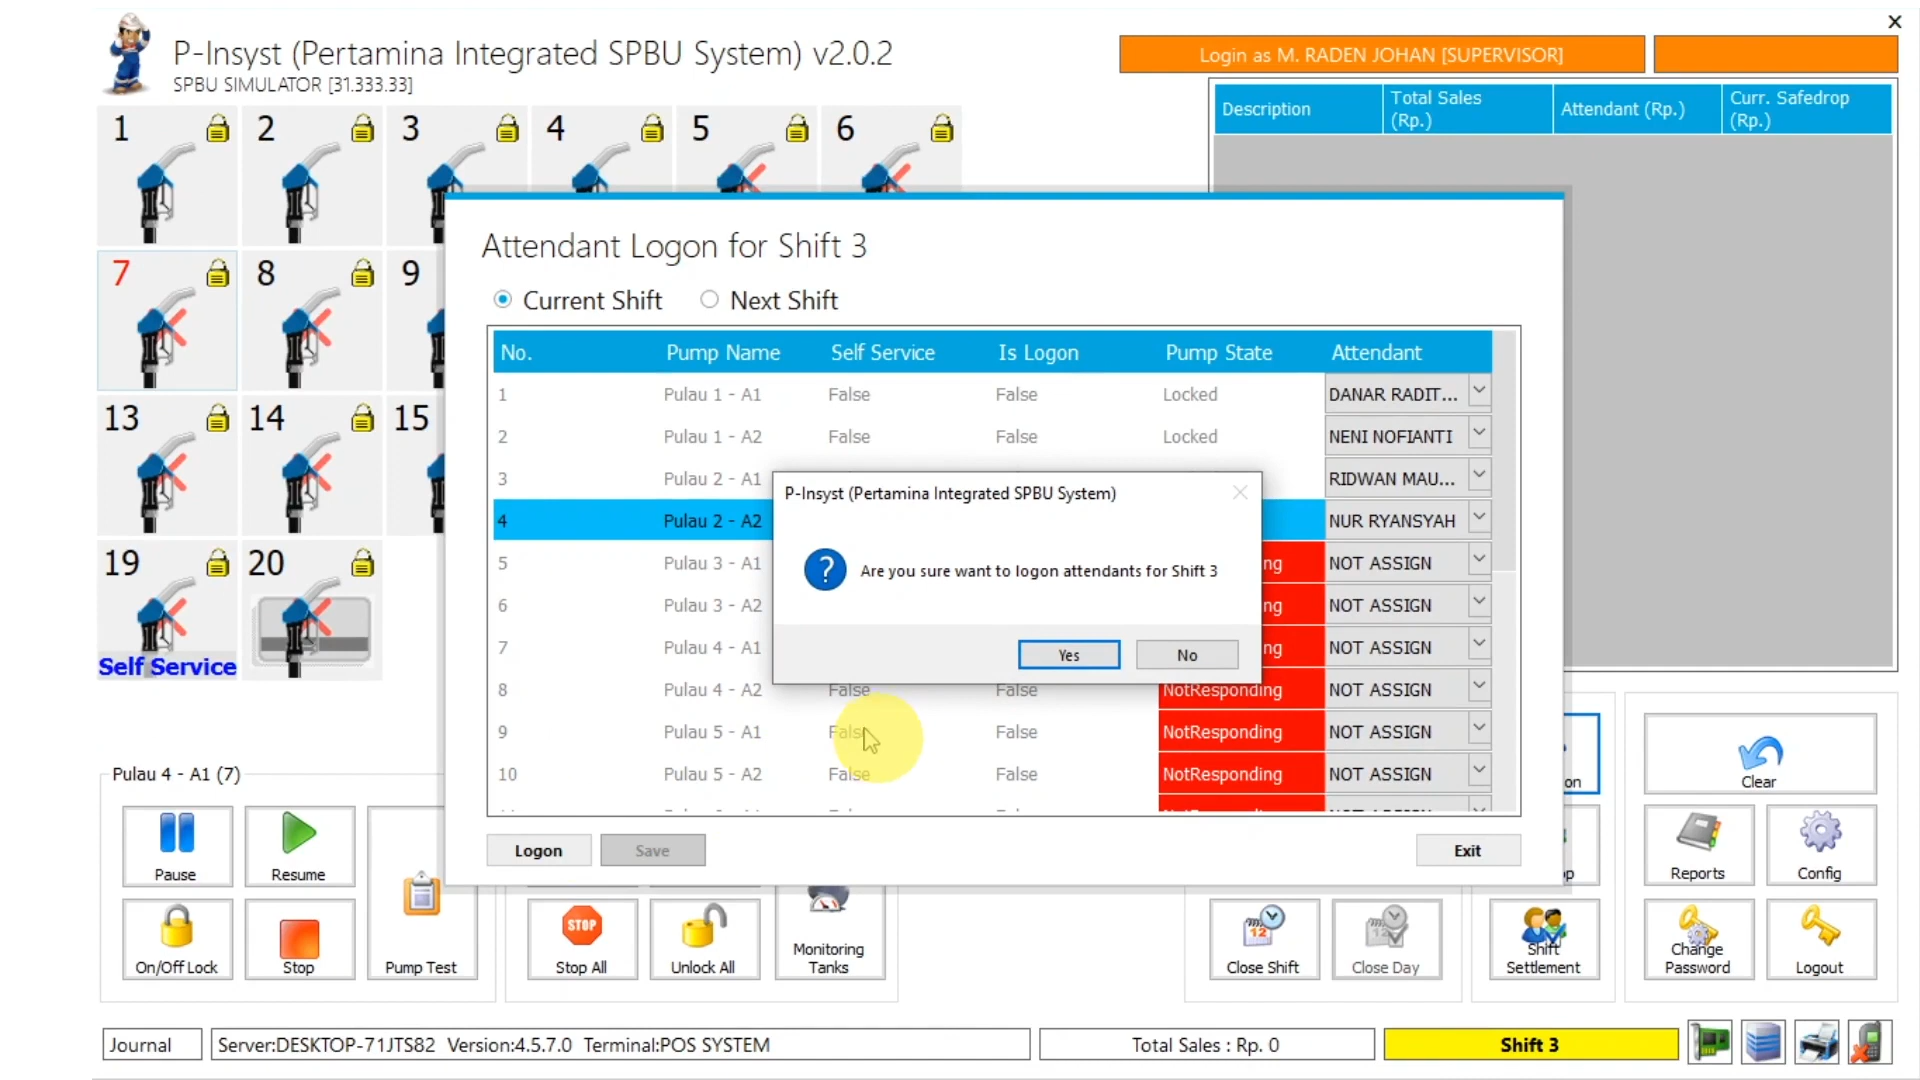 P-Insyst (Pertamina Integrated SPBU System) v2.0.2
SPBU SIMULATOR [31.333.33]
Login as M. RADEN JOHAN [SUPERVISOR]
Description
Total Sales (Rp.)
Attendant (Rp.)
Curr. Safedrop (Rp.)
1
2
3
4
5
6
7
8
9
13
14
15
19
20
Self Service
Attendant Logon for Shift 3
Current Shift
Next Shift
No. Pump Name Self Service Is Logon Pump State Attendant
1 Pulau 1 - A1 False False Locked DANAR RADIT...
2 Pulau 1 - A2 False False Locked NENI NOFIANTI
3 Pulau 2 - A1 RIDWAN MAU...
4 Pulau 2 - A2 NUR RYANSYAH
5 Pulau 3 - A1 ng NOT ASSIGN
6 Pulau 3 - A2 ng NOT ASSIGN
7 Pulau 4 - A1 ng NOT ASSIGN
8 Pulau 4 - A2 False False NotResponding NOT ASSIGN
9 Pulau 5 - A1 False False NotResponding NOT ASSIGN
10 Pulau 5 - A2 False False NotResponding NOT ASSIGN
P-Insyst (Pertamina Integrated SPBU System)
Are you sure want to logon attendants for Shift 3
Yes
No
Logon
Save
Exit
Pulau 4 - A1 (7)
Pause
Resume
On/Off Lock
Stop
Pump Test
STOP
Stop All
Unlock All
Monitoring
Tanks
12
Close Shift
Close Day
on
op
Shift
Settlement
Clear
Reports
Config
Change
Password
Logout
Journal
Server:DESKTOP-71JTS82 Version:4.5.7.0 Terminal:POS SYSTEM
Total Sales : Rp. 0
Shift 3